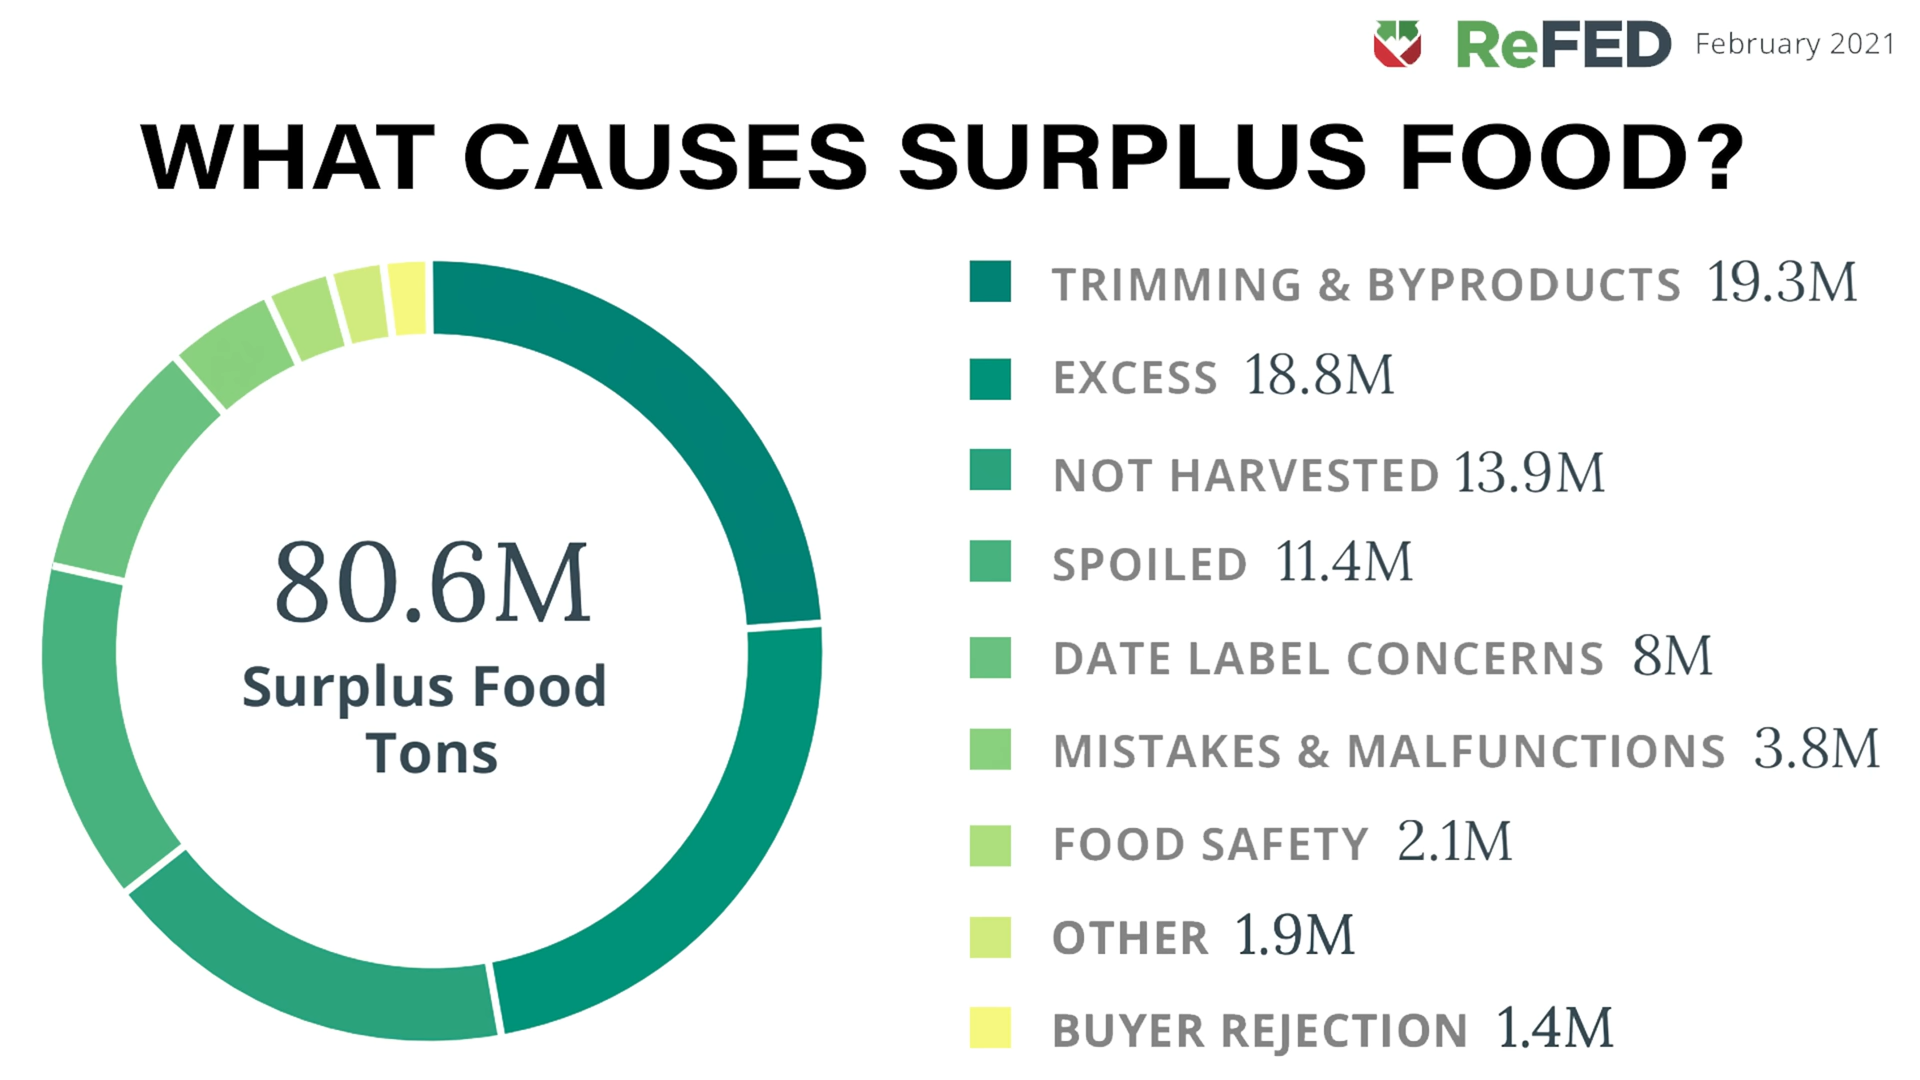 ReFED February 2021
WHAT CAUSES SURPLUS FOOD?
80.6M
Surplus Food
Tons
TRIMMING & BYPRODUCTS 19.3M
EXCESS 18.8M
NOT HARVESTED 13.9M
SPOILED 11.4M
DATE LABEL CONCERNS 8M
MISTAKES & MALFUNCTIONS 3.8M
FOOD SAFETY 2.1M
OTHER 1.9M
BUYER REJECTION 1.4M